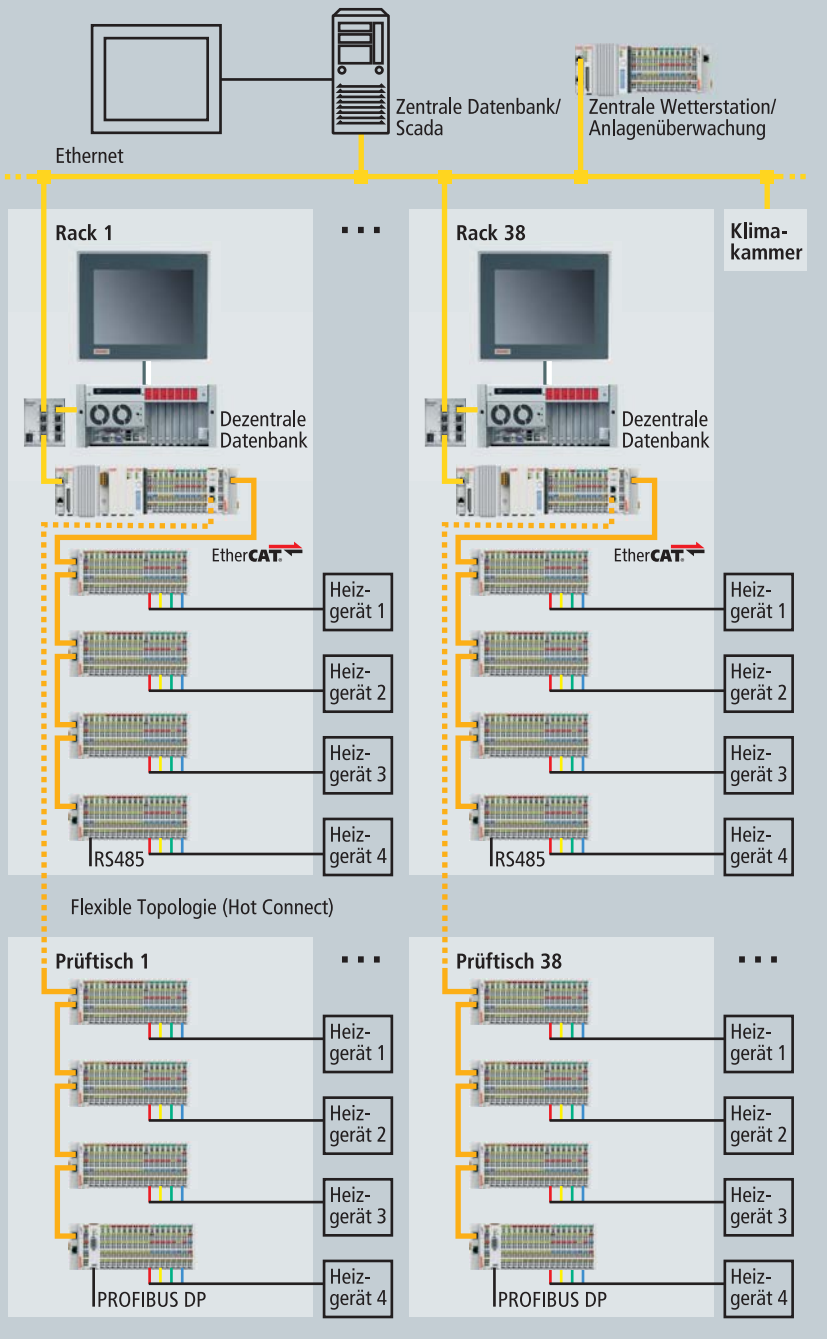 Zentrale Datenbank/
Scada
Zentrale Wetterstation/
Anlagenüberwachung
Ethernet
Rack 1
...
Rack 38
Klima-
kammer
Dezentrale
Datenbank
Dezentrale
Datenbank
EtherCAT®
EtherCAT®
Heiz-
gerät 1
Heiz-
gerät 1
Heiz-
gerät 2
Heiz-
gerät 2
Heiz-
gerät 3
Heiz-
gerät 3
Heiz-
gerät 4
Heiz-
gerät 4
RS485
RS485
Flexible Topologie (Hot Connect)
Prüftisch 1
...
Prüftisch 38
...
Heiz-
gerät 1
Heiz-
gerät 1
Heiz-
gerät 2
Heiz-
gerät 2
Heiz-
gerät 3
Heiz-
gerät 3
Heiz-
gerät 4
Heiz-
gerät 4
PROFIBUS DP
PROFIBUS DP